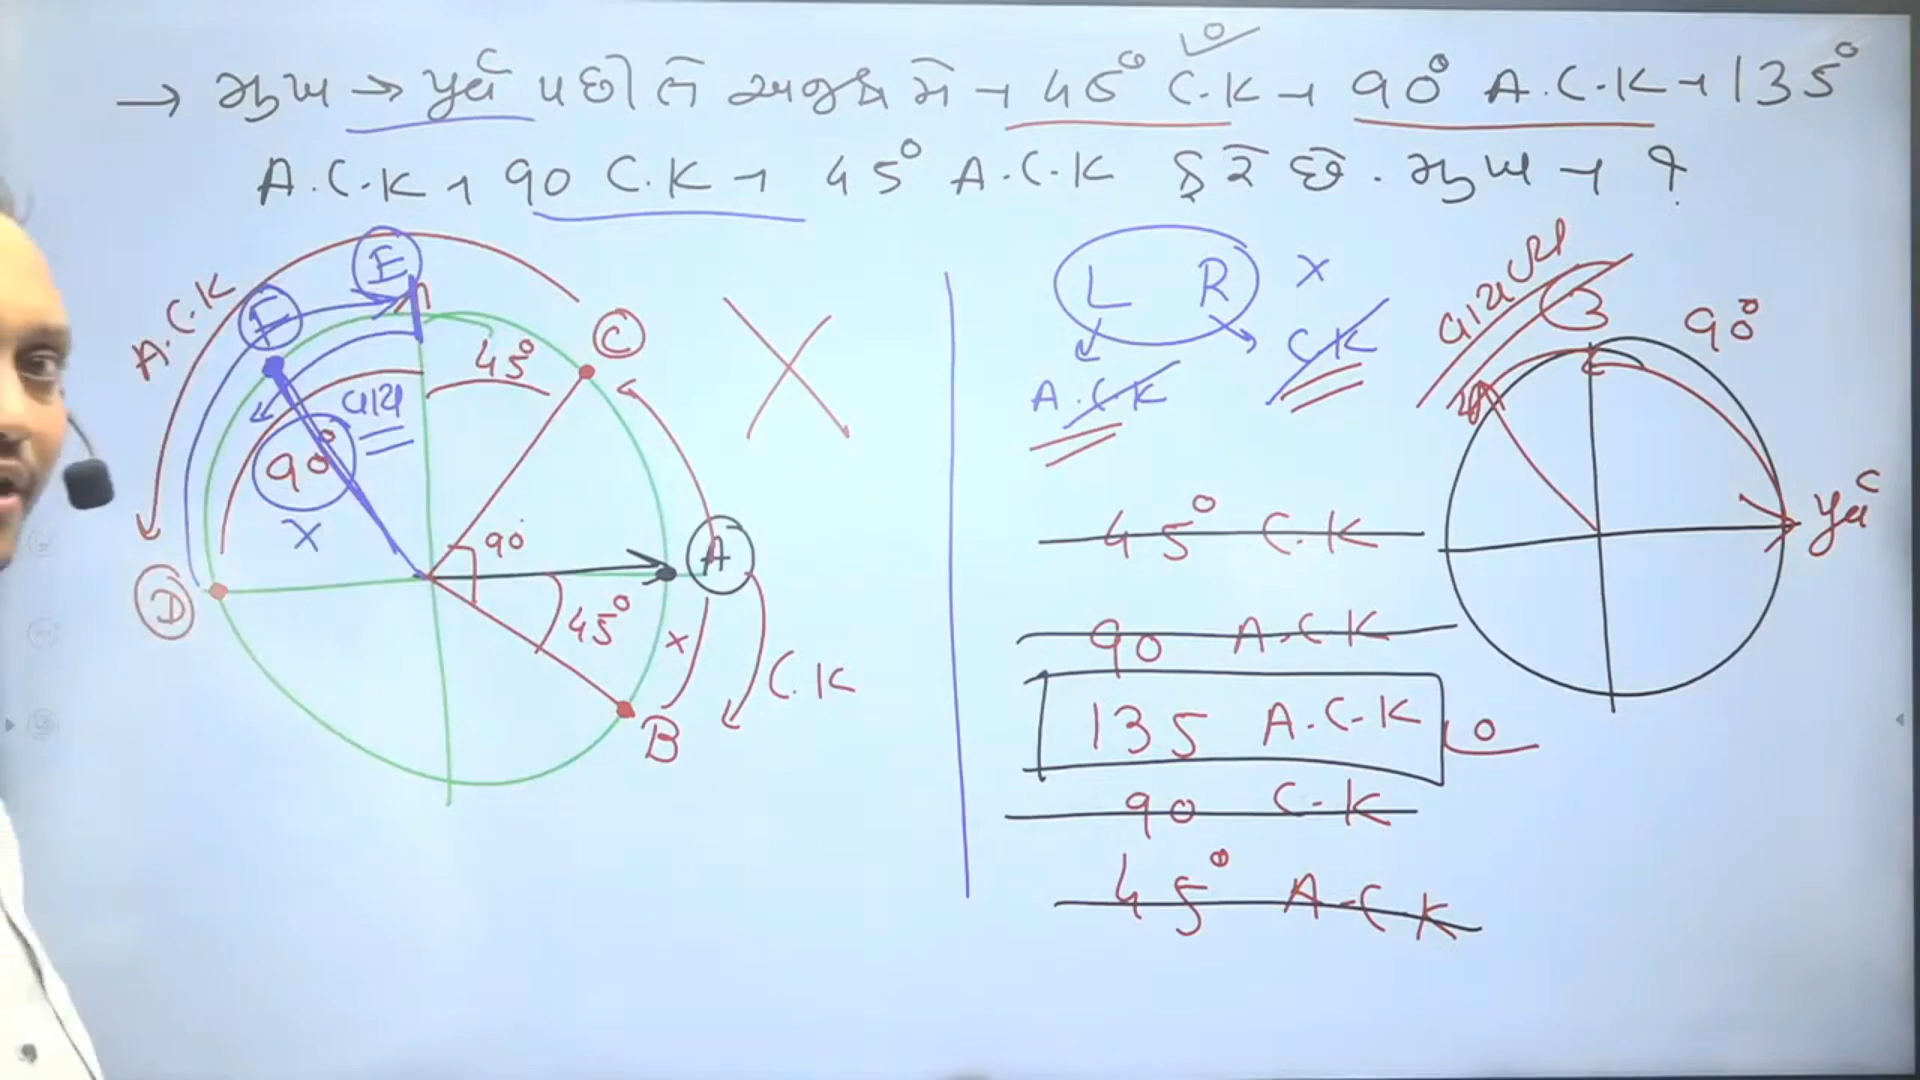 → મુખ → પૂર્વ પછી તે અનુક્રમે → 45° C.K → 90° A.C.K → 135°
A.C.K → 90 C.K → 45° A.C.K ફરે છે. મુખ → ?
A.C.K
E
45°
C
વાય
90°
X
D
90°
A
45°
x
C.K
B
L R X
A.C.K
C.K
વાયવ્ય
ઉ
90°
પૂર્વ
45° C.K
90 A.C.K
135 A.C.K
90 C.K
45° A.C.K